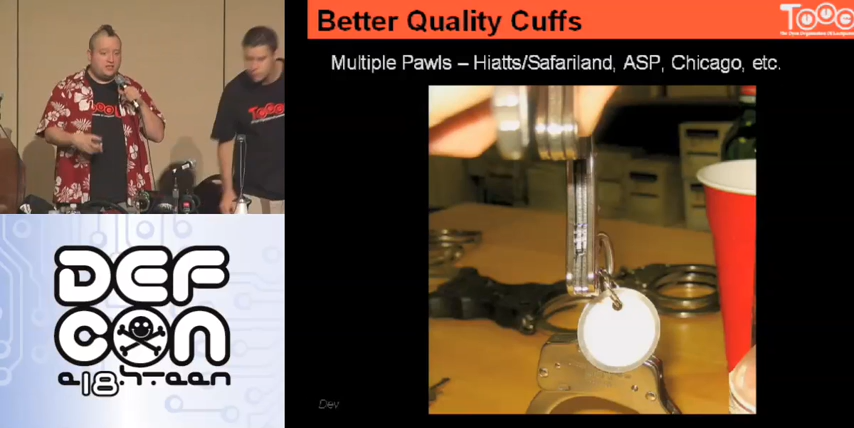 Better Quality Cuffs
TOOOL
Multiple Pawls – Hiatts/Safariland, ASP, Chicago, etc.
DEF
CON
e18hteen
Dev